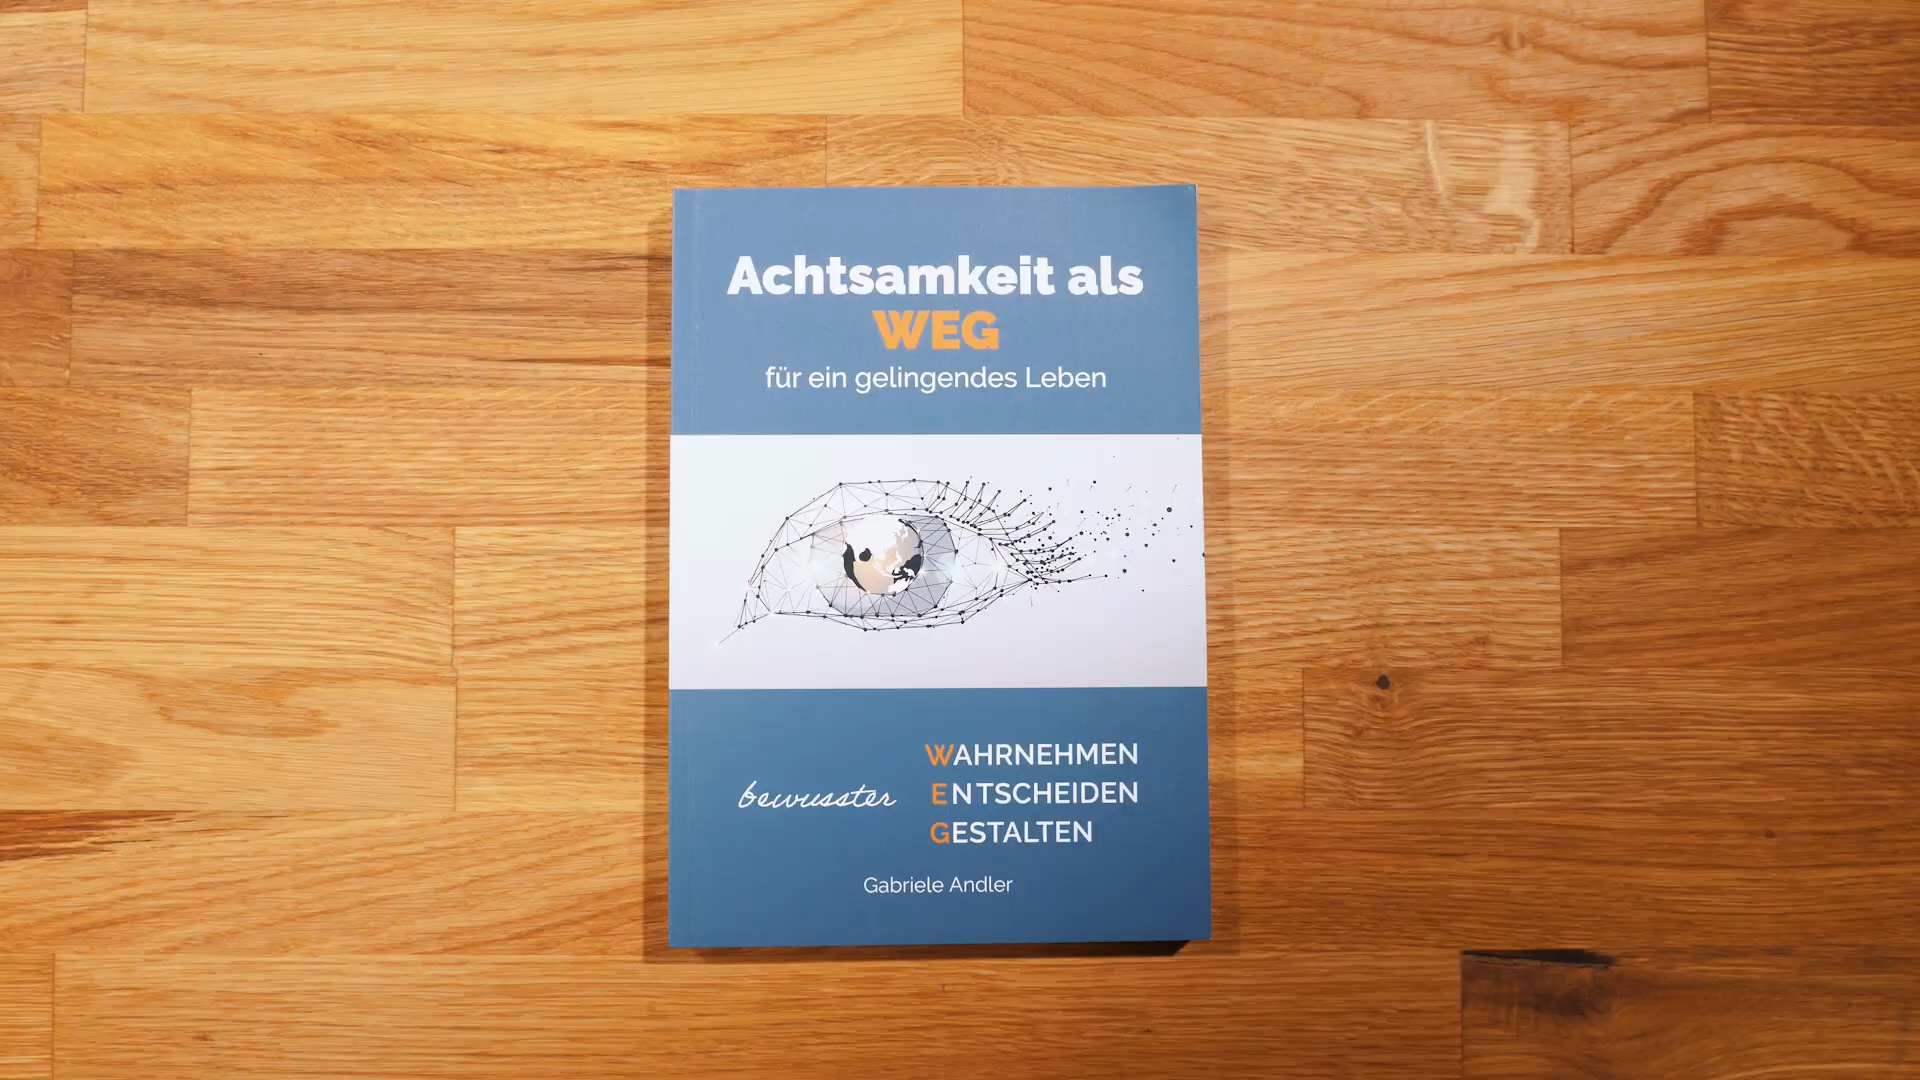 Achtsamkeit als
WEG
für ein gelingendes Leben
bewusster
WAHRNEHMEN
ENTSCHEIDEN
GESTALTEN
Gabriele Andler